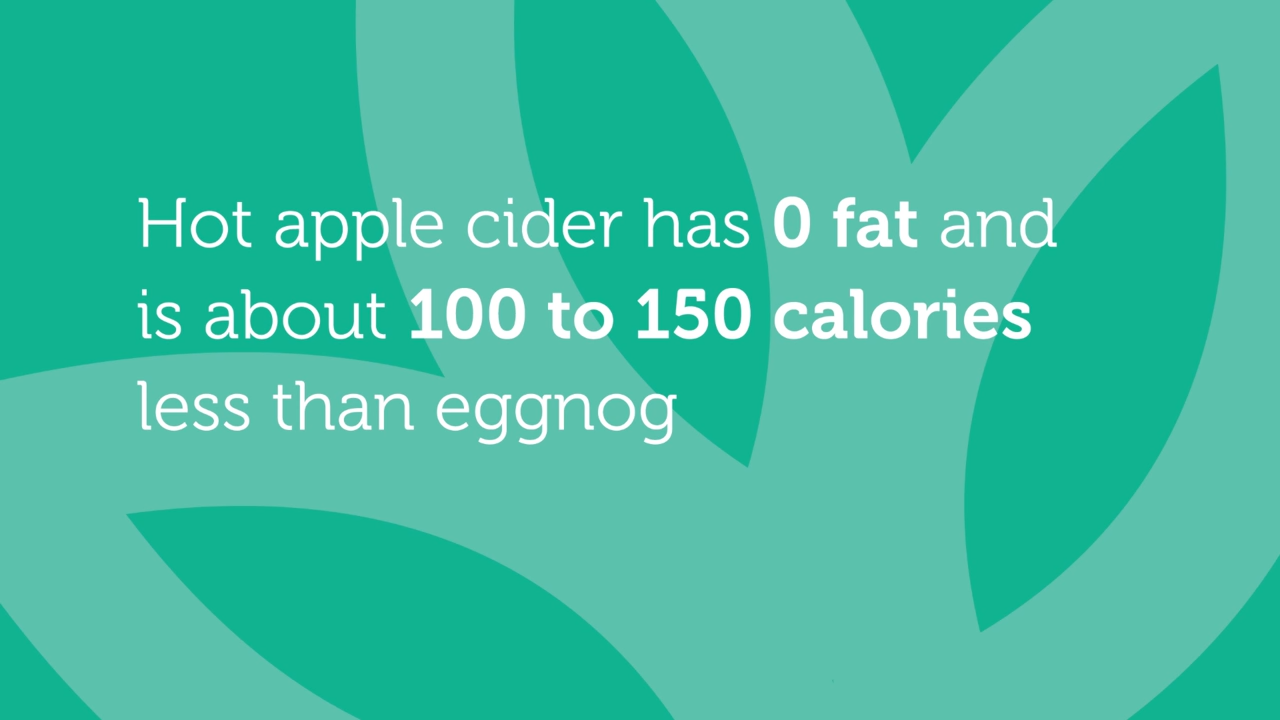 Hot apple cider has 0 fat and
is about 100 to 150 calories
less than eggnog